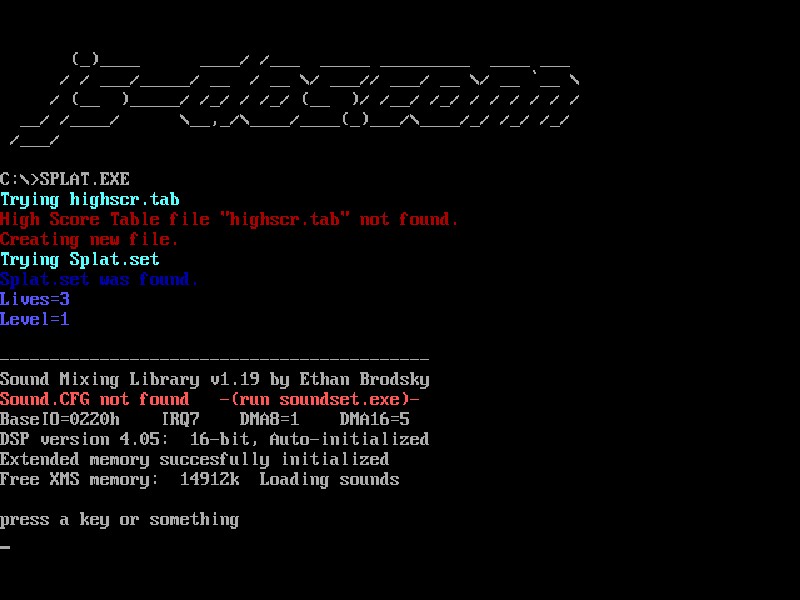 js-dos.com
C:\>SPLAT.EXE
Trying highscr.tab
High Score Table file "highscr.tab" not found.
Creating new file.
Trying Splat.set
Splat.set was found.
Lives=3
Level=1
Sound Mixing Library v1.19 by Ethan Brodsky
Sound.CFG not found   -(run soundset.exe)-
BaseIO=0220h    IRQ7    DMA8=1    DMA16=5
DSP version 4.05:  16-bit, Auto-initialized
Extended memory succesfully initialized
Free XMS memory:  14912k  Loading sounds
press a key or something